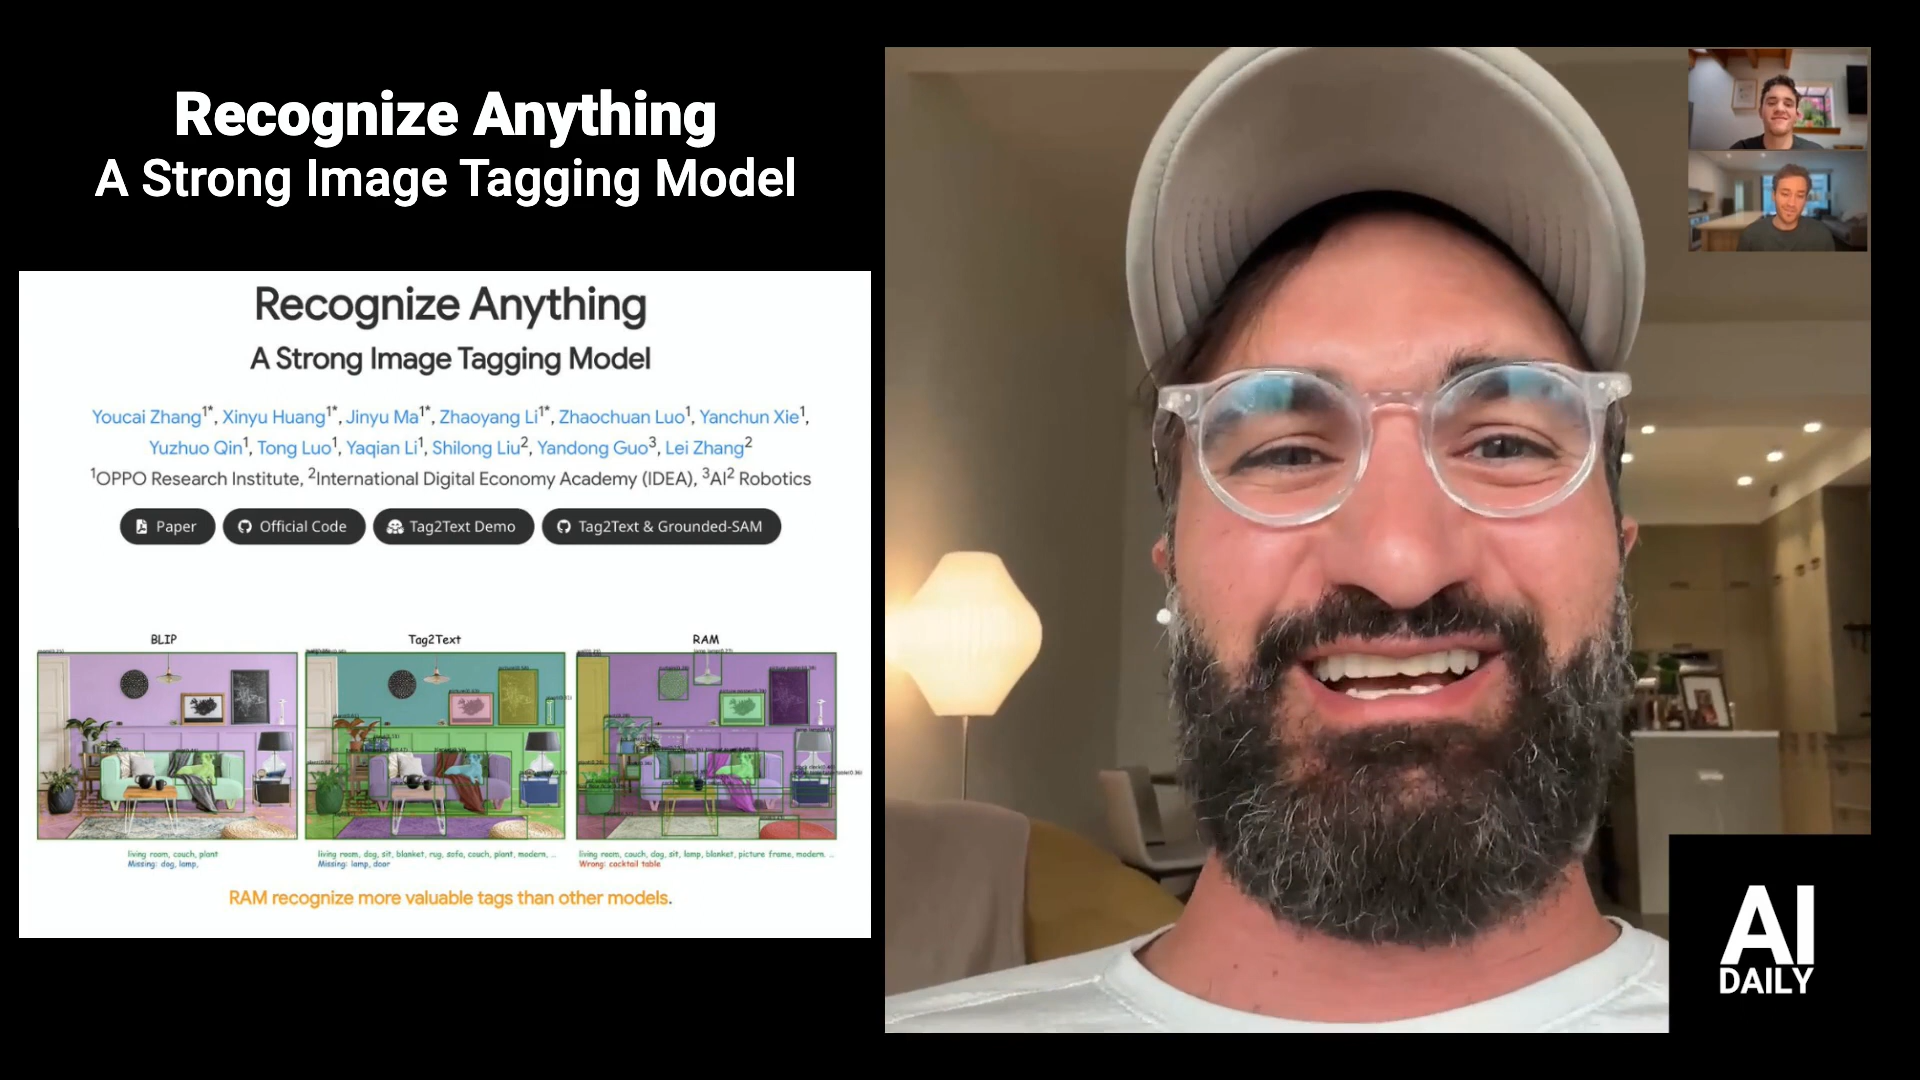 Recognize Anything
A Strong Image Tagging Model
Recognize Anything
A Strong Image Tagging Model
Youcai Zhang1*, Xinyu Huang1*, Jinyu Ma1*, Zhaoyang Li1*, Zhaochuan Luo1, Yanchun Xie1,
Yuzhuo Qin1, Tong Luo1, Yaqian Li1, Shilong Liu2, Yandong Guo3, Lei Zhang2
1OPPO Research Institute, 2International Digital Economy Academy (IDEA), 3AI2 Robotics
Paper Official Code Tag2Text Demo Tag2Text & Grounded-SAM
BLIP Tag2Text RAM
living room, couch, plant
Missing: dog, lamp,
living room, dog, sit, blanket, rug, sofa, couch, plant, modern, ...
Missing: lamp, door
living room, couch, dog, sit, lamp, blanket, picture frame, modern. ...
Wrong: cocktail table
RAM recognize more valuable tags than other models.
AI
DAILY